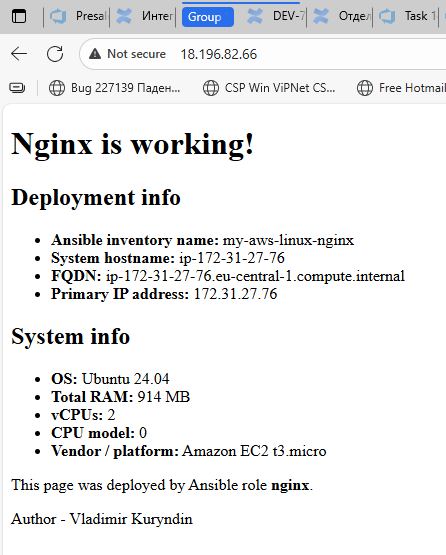 Presal
Интег
Group
DEV-7
Отдел
Task 1
Not secure 18.196.82.66
Bug 227139 Паден... CSP Win ViPNet CS... Free Hotmail
Nginx is working!
Deployment info
Ansible inventory name: my-aws-linux-nginx
System hostname: ip-172-31-27-76
FQDN: ip-172-31-27-76.eu-central-1.compute.internal
Primary IP address: 172.31.27.76
System info
OS: Ubuntu 24.04
Total RAM: 914 MB
vCPUs: 2
CPU model: 0
Vendor / platform: Amazon EC2 t3.micro
This page was deployed by Ansible role nginx.
Author - Vladimir Kuryndin